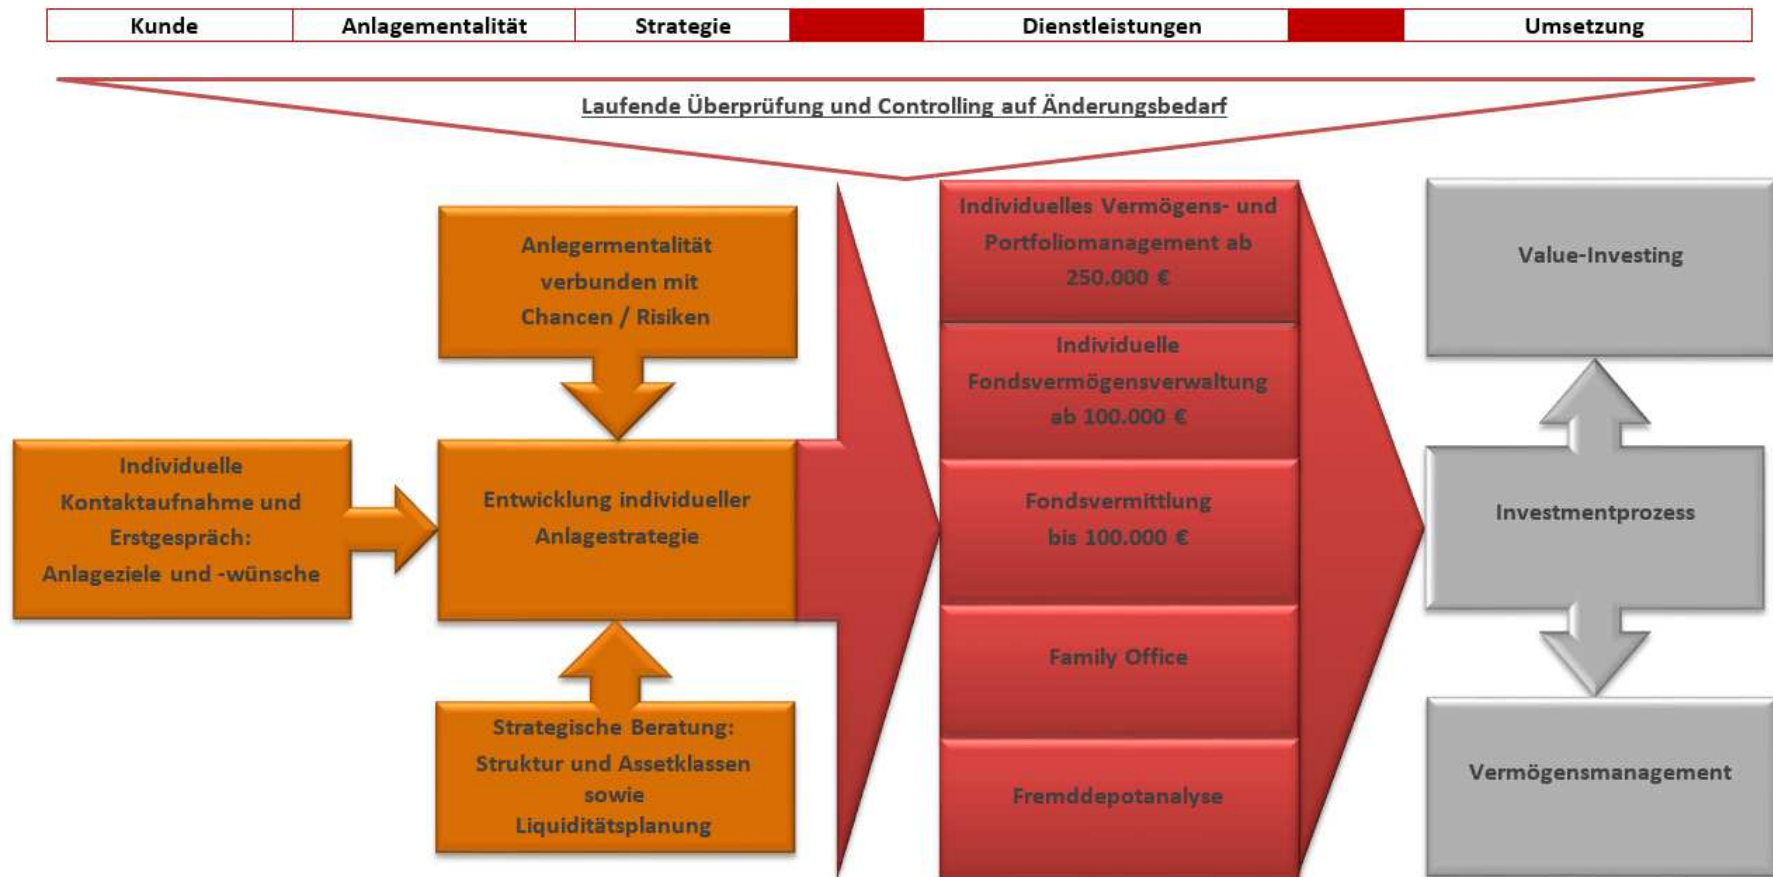 Kunde
Anlagementalität
Strategie
Dienstleistungen
Umsetzung
Laufende Überprüfung und Controlling auf Änderungsbedarf
Individuelle
Kontaktaufnahme und
Erstgespräch:
Anlageziele und -wünsche
Anlegermentalität
verbunden mit
Chancen / Risiken
Entwicklung individueller
Anlagestrategie
Strategische Beratung:
Struktur und Assetklassen
sowie
Liquiditätsplanung
Individuelles Vermögens- und
Portfoliomanagement ab
250.000 €
Individuelle
Fondsvermögensverwaltung
ab 100.000 €
Fondsvermittlung
bis 100.000 €
Family Office
Fremddepotanalyse
Value-Investing
Investmentprozess
Vermögensmanagement